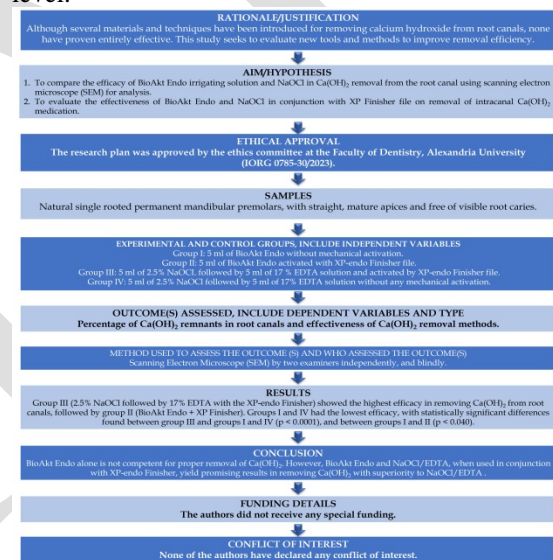 level.
RATIONALE/JUSTIFICATION
Although several materials and techniques have been introduced for removing calcium hydroxide from root canals, none
have proven entirely effective. This study seeks to evaluate new tools and methods to improve removal efficiency.
AIM/HYPOTHESIS
1. To compare the efficacy of BioAkt Endo irrigating solution and NaOCl in Ca(OH)₂ removal from the root canal using scanning electron
microscope (SEM) for analysis.
2. To evaluate the effectiveness of BioAkt Endo and NaOCl in conjunction with XP Finisher file on removal of intracanal Ca(OH)₂
medication.
ETHICAL APPROVAL
The research plan was approved by the ethics committee at the Faculty of Dentistry, Alexandria University
(IORG 0785-30/2023).
SAMPLES
Natural single rooted permanent mandibular premolars, with straight, mature apices and free of visible root caries.
EXPERIMENTAL AND CONTROL GROUPS, INCLUDE INDEPENDENT VARIABLES
Group I: 5 ml of BioAkt Endo without mechanical activation.
Group II: 5 ml of BioAkt Endo activated with XP-endo Finisher file.
Group III: 5 ml of 2.5% NaOCl, followed by 5 ml of 17 % EDTA solution and activated by XP-endo Finisher file.
Group IV: 5 ml of 2.5% NaOCl followed by 5 ml of 17% EDTA solution without any mechanical activation.
OUTCOME(S) ASSESSED, INCLUDE DEPENDENT VARIABLES AND TYPE
Percentage of Ca(OH)₂ remnants in root canals and effectiveness of Ca(OH)₂ removal methods.
METHOD USED TO ASSESS THE OUTCOME (S) AND WHO ASSESSED THE OUTCOME(S)
Scanning Electron Microscope (SEM) by two examiners independently, and blindly.
RESULTS
Group III (2.5% NaOCl followed by 17% EDTA with the XP-endo Finisher) showed the highest efficacy in removing Ca(OH)₂ from root
canals, followed by group II (BioAkt Endo + XP Finisher). Groups I and IV had the lowest efficacy, with statistically significant differences
found between group III and groups I and IV (p < 0.0001), and between groups I and II (p < 0.040).
CONCLUSION
BioAkt Endo alone is not competent for proper removal of Ca(OH)₂. However, BioAkt Endo and NaOCl/EDTA, when used in conjunction
with XP-endo Finisher, yield promising results in removing Ca(OH)₂ with superiority to NaOCl/EDTA .
FUNDING DETAILS
The authors did not receive any special funding.
CONFLICT OF INTEREST
None of the authors have declared any conflict of interest.